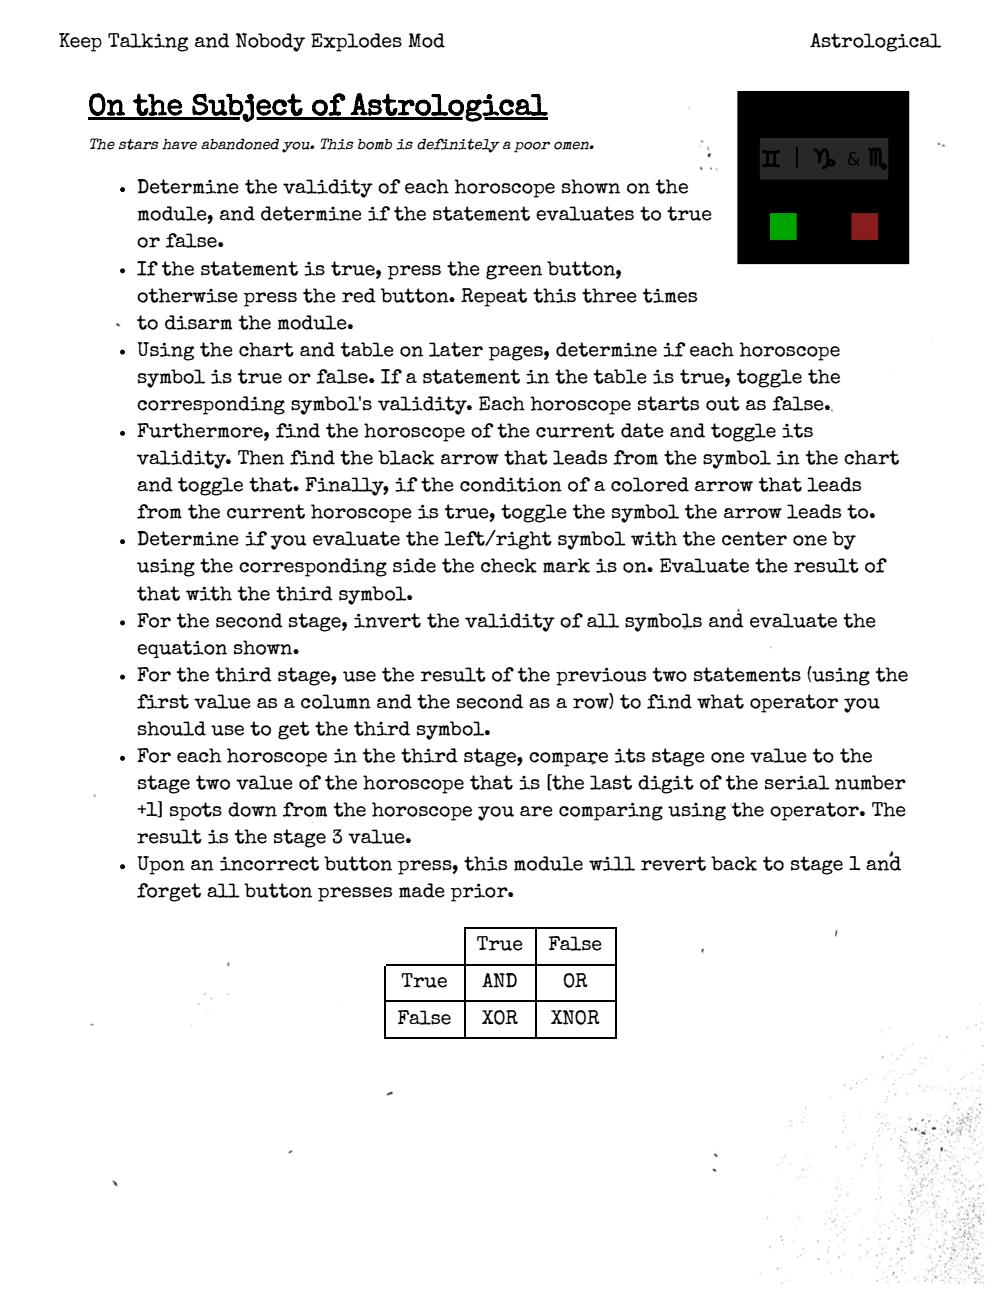 Keep Talking and Nobody Explodes Mod
Astrological
On the Subject of Astrological
The stars have abandoned you. This bomb is definitely a poor omen.
♊ | ♑ & ♏
• Determine the validity of each horoscope shown on the
module, and determine if the statement evaluates to true
or false.
• If the statement is true, press the green button,
otherwise press the red button. Repeat this three times
to disarm the module.
• Using the chart and table on later pages, determine if each horoscope
symbol is true or false. If a statement in the table is true, toggle the
corresponding symbol's validity. Each horoscope starts out as false.
• Furthermore, find the horoscope of the current date and toggle its
validity. Then find the black arrow that leads from the symbol in the chart
and toggle that. Finally, if the condition of a colored arrow that leads
from the current horoscope is true, toggle the symbol the arrow leads to.
• Determine if you evaluate the left/right symbol with the center one by
using the corresponding side the check mark is on. Evaluate the result of
that with the third symbol.
• For the second stage, invert the validity of all symbols and evaluate the
equation shown.
• For the third stage, use the result of the previous two statements (using the
first value as a column and the second as a row) to find what operator you
should use to get the third symbol.
• For each horoscope in the third stage, compare its stage one value to the
stage two value of the horoscope that is [the last digit of the serial number
+1] spots down from the horoscope you are comparing using the operator. The
result is the stage 3 value.
• Upon an incorrect button press, this module will revert back to stage 1 and
forget all button presses made prior.
True False
True AND OR
False XOR XNOR